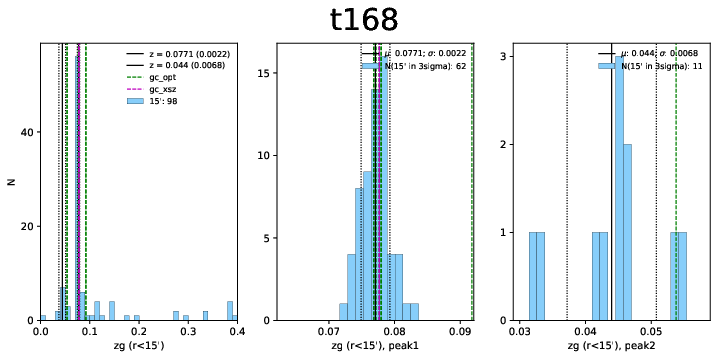 t168
z = 0.0771 (0.0022)
z = 0.044 (0.0068)
gc_opt
gc_xsz
15': 98
N
0
20
40
0.0 0.1 0.2 0.3 0.4
zg (r<15')
μ: 0.0771; σ: 0.0022
N(15' in 3sigma): 62
0
5
10
15
0.07 0.08 0.09
zg (r<15'), peak1
μ: 0.044; σ: 0.0068
N(15' in 3sigma): 11
0
1
2
3
0.03 0.04 0.05
zg (r<15'), peak2